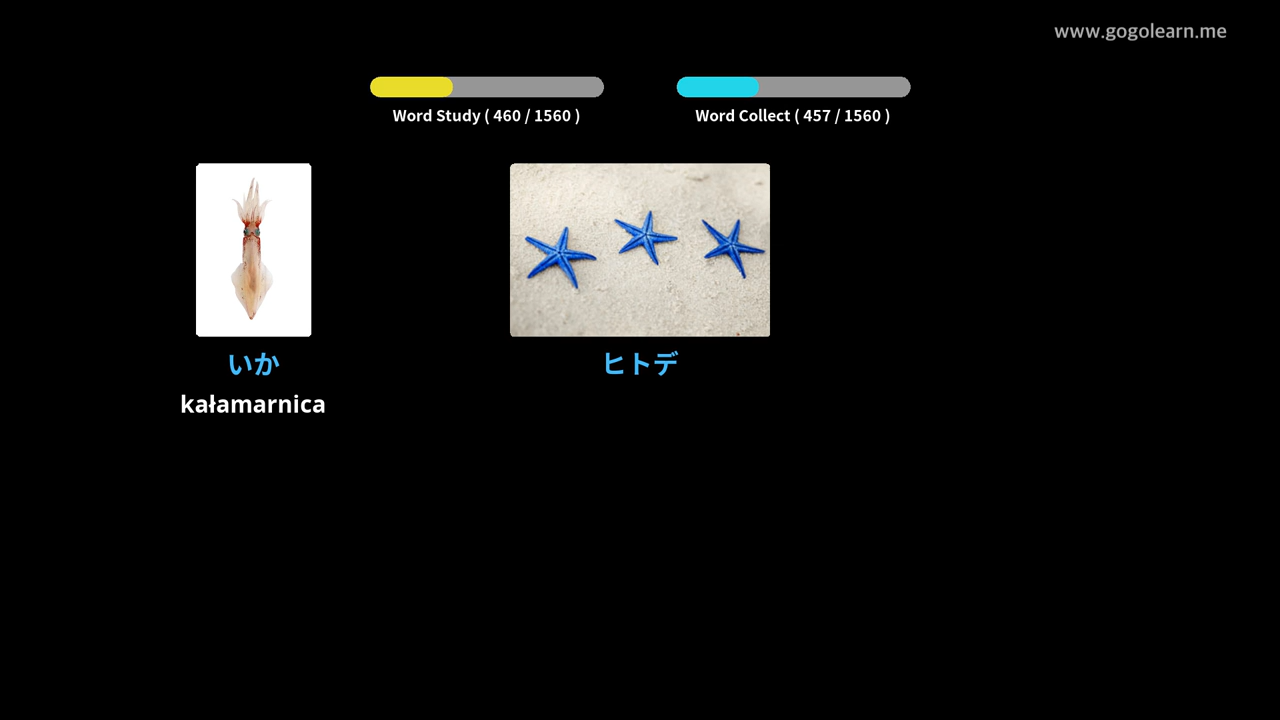 www.gogolearn.me
Word Study ( 460 / 1560 )
Word Collect ( 457 / 1560 )
いか
ヒトデ
kałamarnica